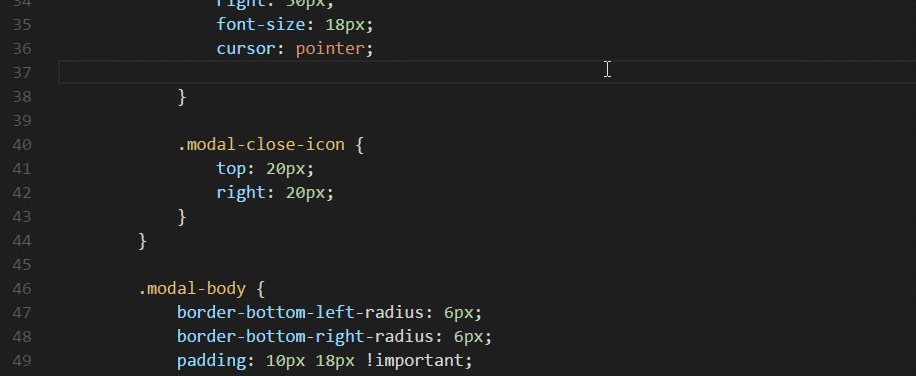 34 right: 50px;
35 font-size: 18px;
36 cursor: pointer;
37
38 }
39
40 .modal-close-icon {
41 top: 20px;
42 right: 20px;
43 }
44 }
45
46 .modal-body {
47 border-bottom-left-radius: 6px;
48 border-bottom-right-radius: 6px;
49 padding: 10px 18px !important;